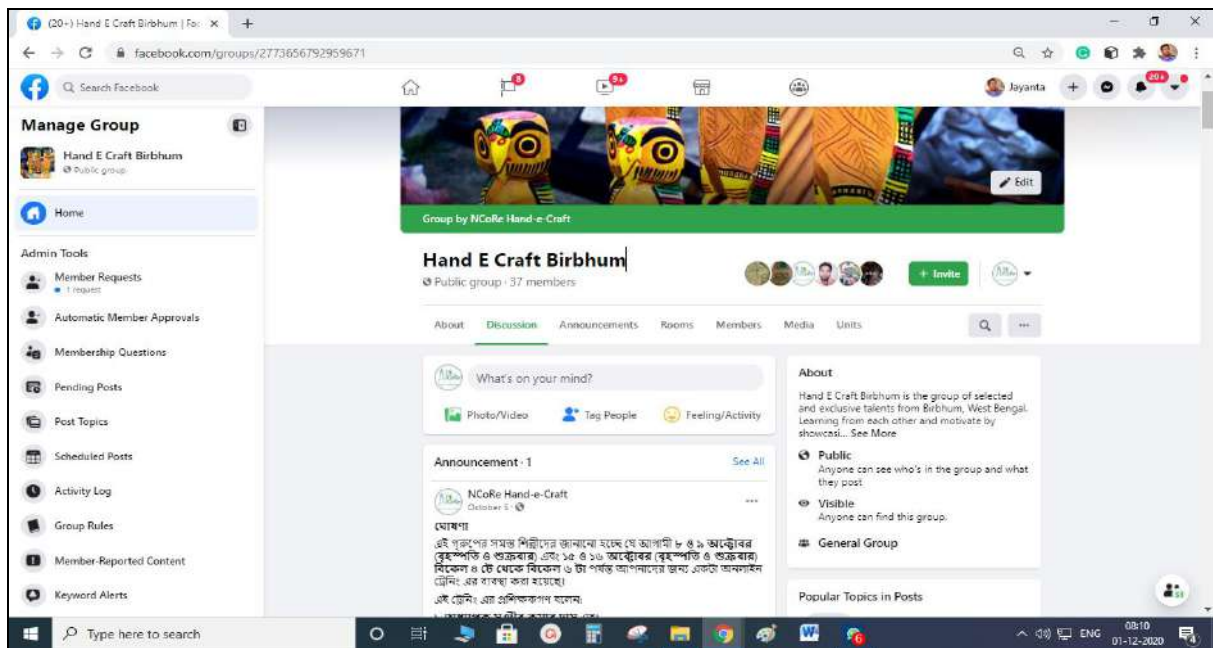 (20+) Hand E Craft Birbhum | Fac
facebook.com/groups/2773656792959671
Search Facebook
8
9+
Jayanta
20+
Manage Group
Hand E Craft Birbhum
Public group
Home
Admin Tools
Member Requests
1 request
Automatic Member Approvals
Membership Questions
Pending Posts
Post Topics
Scheduled Posts
Activity Log
Group Rules
Member-Reported Content
Keyword Alerts
Edit
Group by NCoRe Hand-e-Craft
Hand E Craft Birbhum
Public group · 37 members
+ Invite
About Discussion Announcements Rooms Members Media Units
What's on your mind?
Photo/Video Tag People Feeling/Activity
Announcement · 1 See All
NCoRe Hand-e-Craft
October 5
ঘোষণা
এই গ্রুপের সমস্ত শিল্পীদের জানানো হচ্ছে যে আগামী ৮ ও ৯ অক্টোবর
(বৃহস্পতি ও শুক্রবার) এবং ১৫ ও ১৬ অক্টোবর (বৃহস্পতি ও শুক্রবার)
বিকেল ৪ টে থেকে বিকেল ৬ টা পর্যন্ত আপনাদের জন্য একটা অনলাইন
ট্রেনিং এর ব্যবস্থা করা হয়েছে।
এই ট্রেনিং এর প্রশিক্ষকগণ হলেন:
About
Hand E Craft Birbhum is the group of selected
and exclusive talents from Birbhum, West Bengal.
Learning from each other and motivate by
showcasi... See More
Public
Anyone can see who's in the group and what
they post
Visible
Anyone can find this group.
General Group
Popular Topics in Posts
51
Type here to search
ENG
08:10
01-12-2020